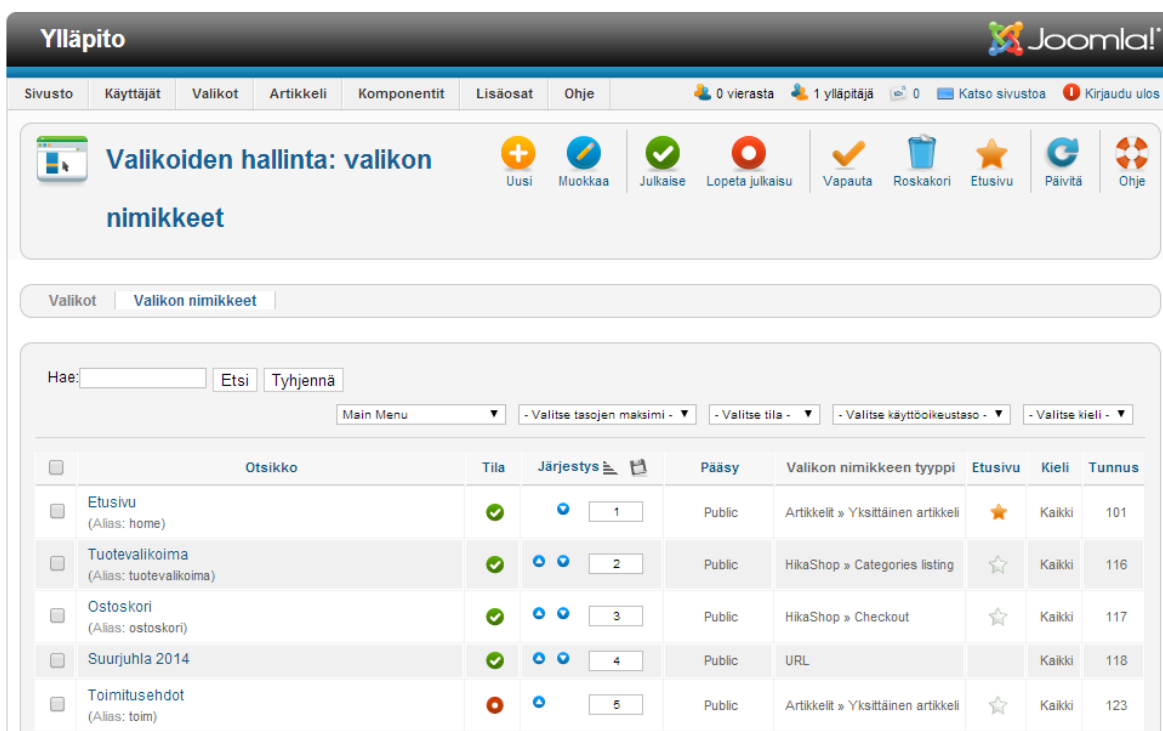 Ylläpito Joomla!
Sivusto Käyttäjät Valikot Artikkeli Komponentit Lisäosat Ohje 0 vierasta 1 ylläpitäjä 0 Katso sivustoa Kirjaudu ulos
Valikoiden hallinta: valikon
nimikkeet
Uusi Muokkaa Julkaise Lopeta julkaisu Vapauta Roskakori Etusivu Päivitä Ohje
Valikot Valikon nimikkeet
Hae: Etsi Tyhjennä
Main Menu - Valitse tasojen maksimi - - Valitse tila - - Valitse käyttöoikeustaso - - Valitse kieli -
Otsikko Tila Järjestys Pääsy Valikon nimikkeen tyyppi Etusivu Kieli Tunnus
Etusivu
(Alias: home)
1 Public Artikkelit » Yksittäinen artikkeli Kaikki 101
Tuotevalikoima
(Alias: tuotevalikoima)
2 Public HikaShop » Categories listing Kaikki 116
Ostoskori
(Alias: ostoskori)
3 Public HikaShop » Checkout Kaikki 117
Suurjuhla 2014 4 Public URL Kaikki 118
Toimitusehdot
(Alias: toim)
5 Public Artikkelit » Yksittäinen artikkeli Kaikki 123